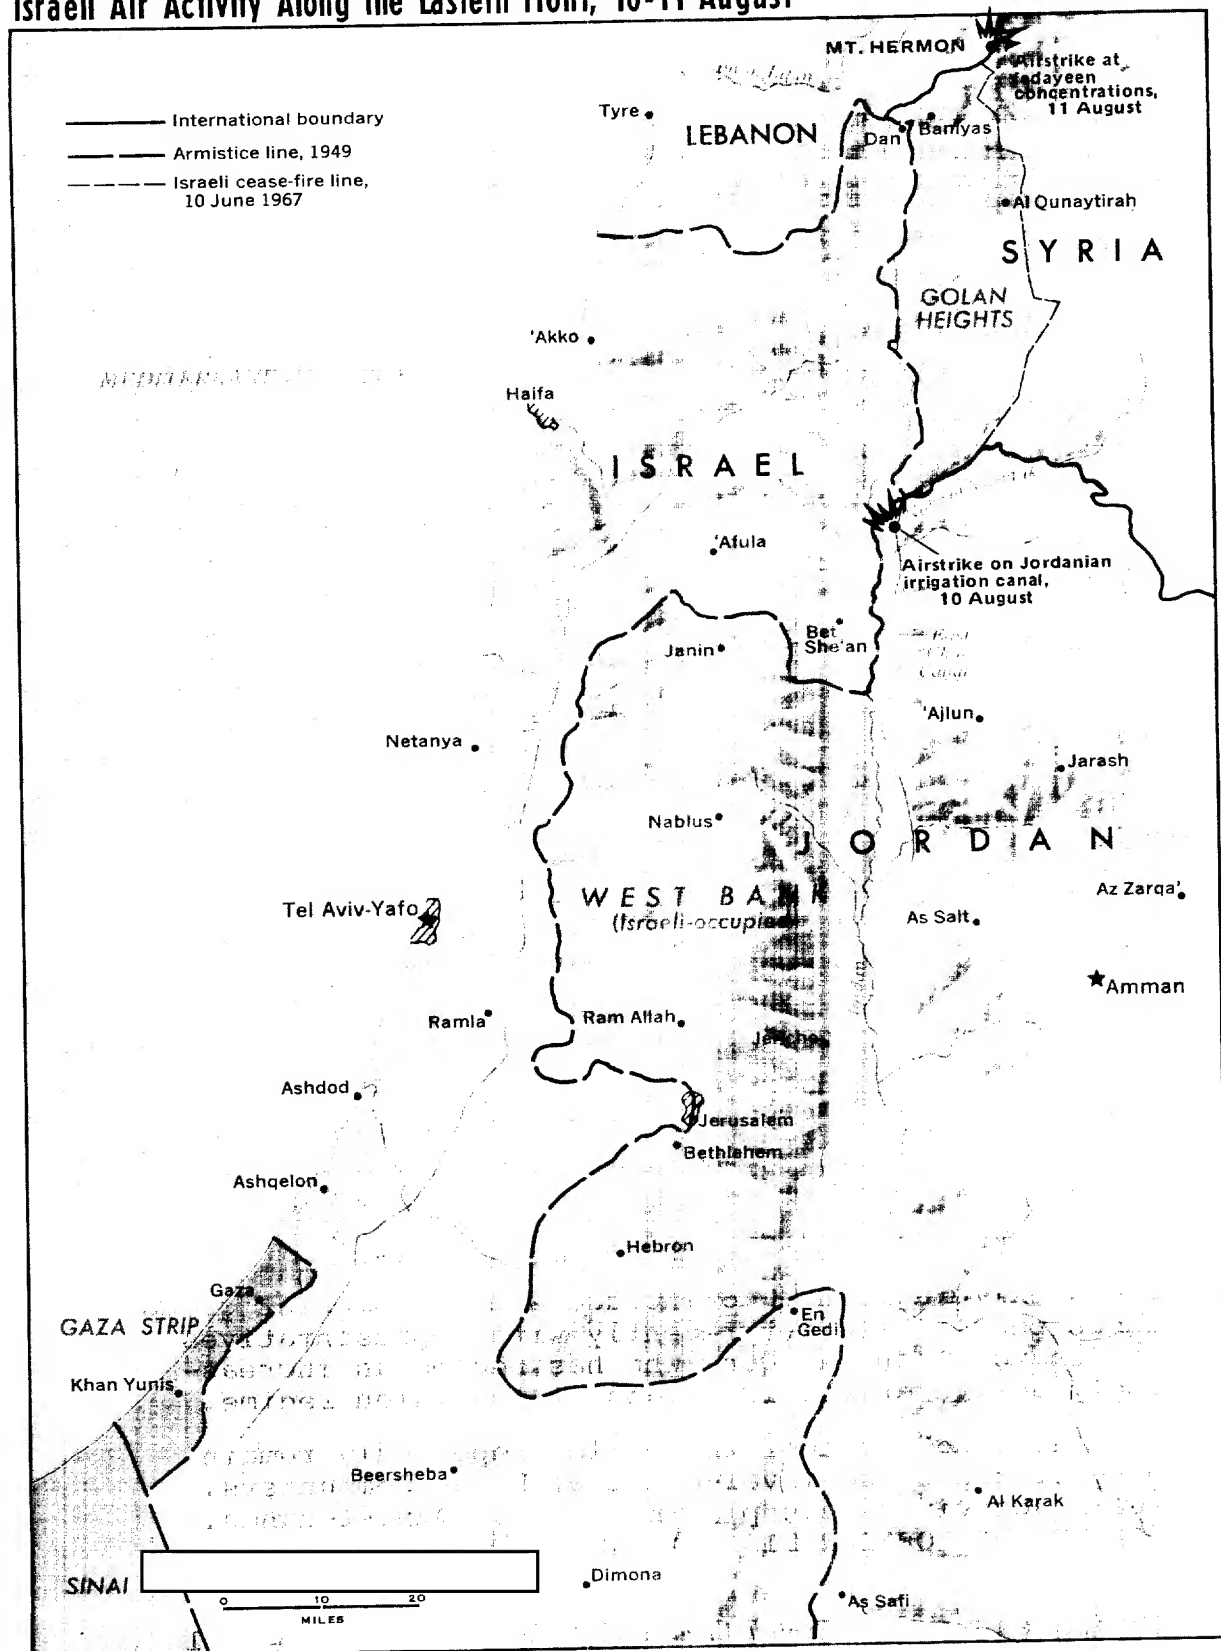 Israeli Air Activity Along the Eastern Front, 10-11 August
MT. HERMON
Airstrike at
fedayeen
concentrations,
11 August
International boundary
Armistice line, 1949
Israeli cease-fire line,
10 June 1967
Tyre
LEBANON
Dan
Baniyas
Al Qunaytirah
SYRIA
GOLAN
HEIGHTS
'Akko
MEDITERRANEAN
Haifa
ISRAEL
'Afula
Airstrike on Jordanian
irrigation canal,
10 August
Bet
She'an
Janin
East
Ghor
Canal
'Ajlun
Netanya
Jarash
Nablus
JORDAN
WEST BANK
(Israeli-occupied)
Az Zarqa'
Tel Aviv-Yafo
As Salt
Amman
Ramla
Ram Allah
Jericho
Ashdod
Jerusalem
Bethlehem
Ashqelon
Hebron
Gaza
En
Gedi
GAZA STRIP
Khan Yunis
Beersheba
Al Karak
SINAI
Dimona
As Safi
0 10 20
MILES